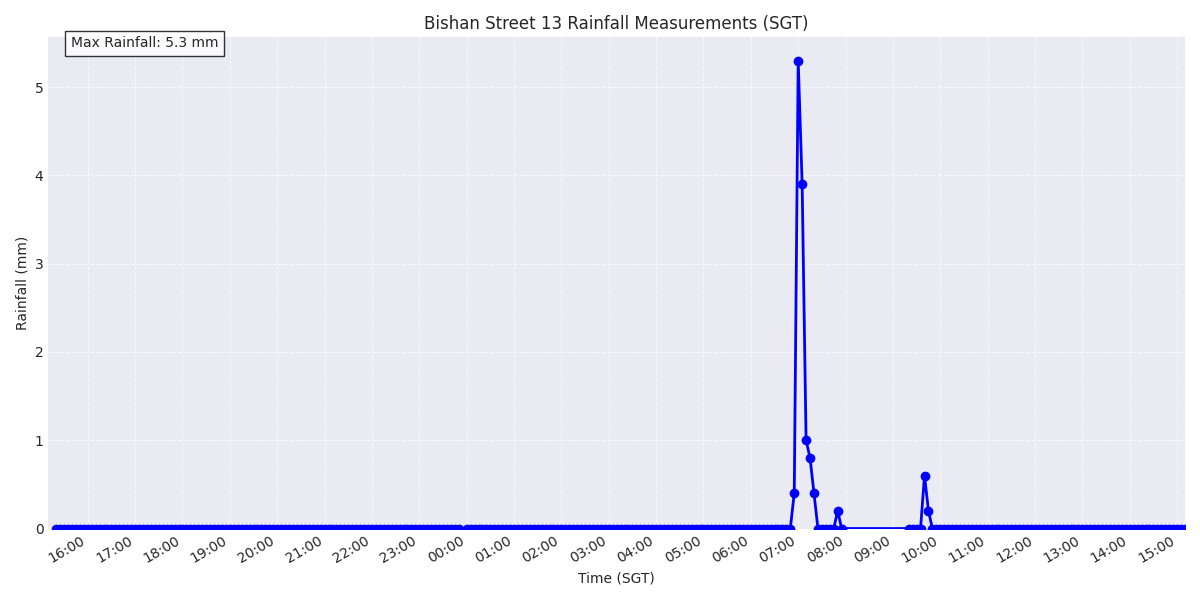 Bishan Street 13 Rainfall Measurements (SGT)
Max Rainfall: 5.3 mm
5
4
3
2
1
0
Rainfall (mm)
16:00 17:00 18:00 19:00 20:00 21:00 22:00 23:00 00:00 01:00 02:00 03:00 04:00 05:00 06:00 07:00 08:00 09:00 10:00 11:00 12:00 13:00 14:00 15:00
Time (SGT)